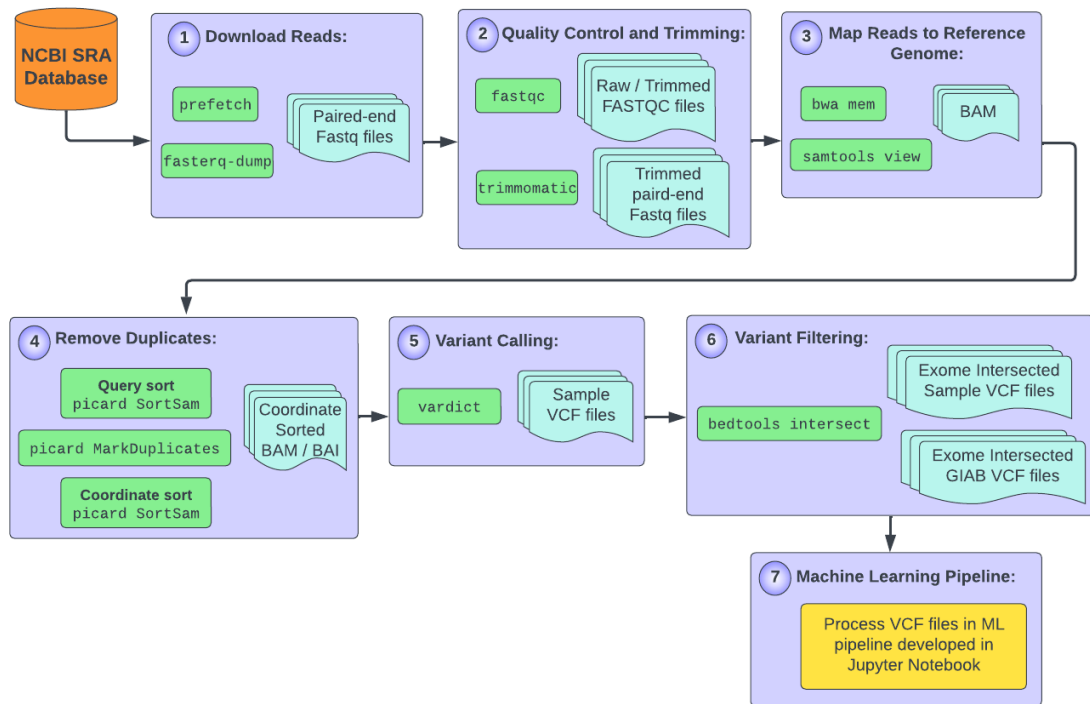 NCBI SRA
Database
1
Download Reads:
prefetch
fasterq-dump
Paired-end
Fastq files
2
Quality Control and Trimming:
fastqc
Raw / Trimmed
FASTQC files
trimmomatic
Trimmed
paird-end
Fastq files
3
Map Reads to Reference
Genome:
bwa mem
samtools view
BAM
4
Remove Duplicates:
Query sort
picard SortSam
picard MarkDuplicates
Coordinate sort
picard SortSam
Coordinate
Sorted
BAM / BAI
5
Variant Calling:
vardict
Sample
VCF files
6
Variant Filtering:
bedtools intersect
Exome Intersected
Sample VCF files
Exome Intersected
GIAB VCF files
7
Machine Learning Pipeline:
Process VCF files in ML
pipeline developed in
Jupyter Notebook